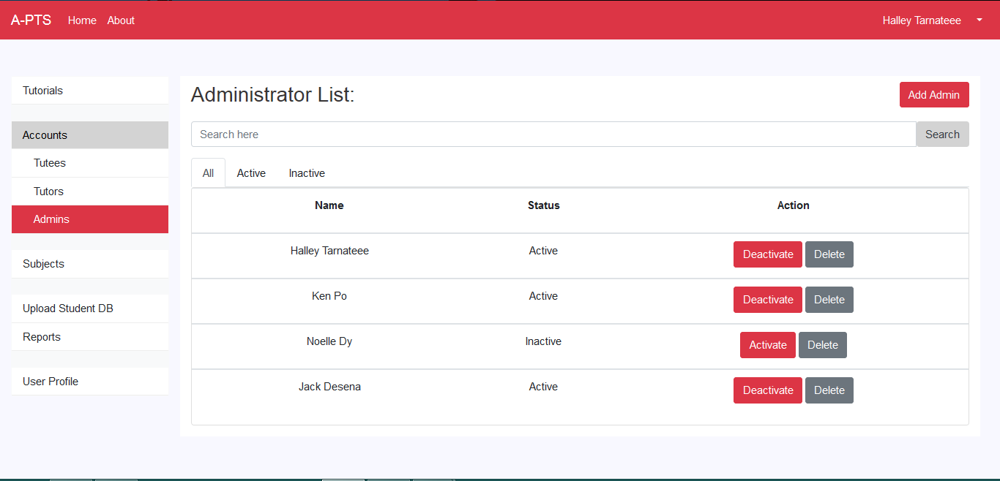 A-PTS Home About Halley Tarnateee
Tutorials
Accounts
Tutees
Tutors
Admins
Subjects
Upload Student DB
Reports
User Profile
Administrator List: Add Admin
Search here Search
All Active Inactive
Name Status Action
Halley Tarnateee Active Deactivate Delete
Ken Po Active Deactivate Delete
Noelle Dy Inactive Activate Delete
Jack Desena Active Deactivate Delete